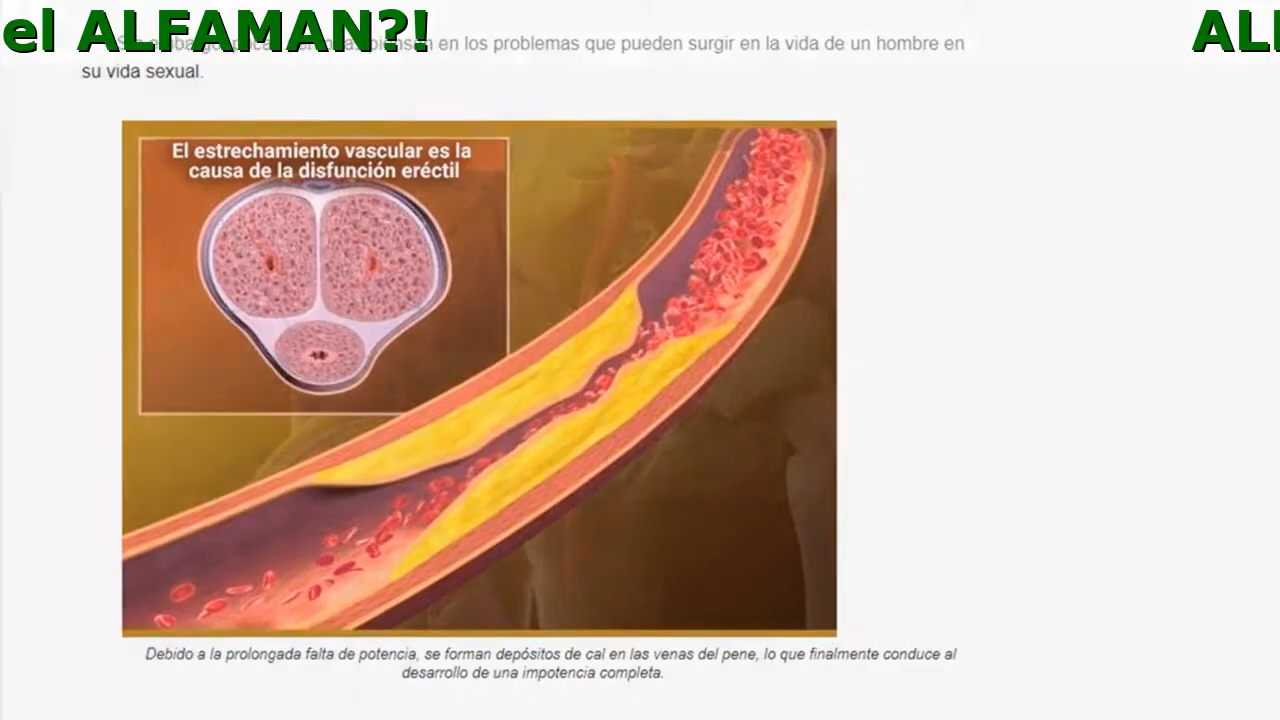 el ALFAMAN?!
AL
en los problemas que pueden surgir en la vida de un hombre en
su vida sexual.
El estrechamiento vascular es la
causa de la disfunción eréctil
Debido a la prolongada falta de potencia, se forman depósitos de cal en las venas del pene, lo que finalmente conduce al
desarrollo de una impotencia completa.